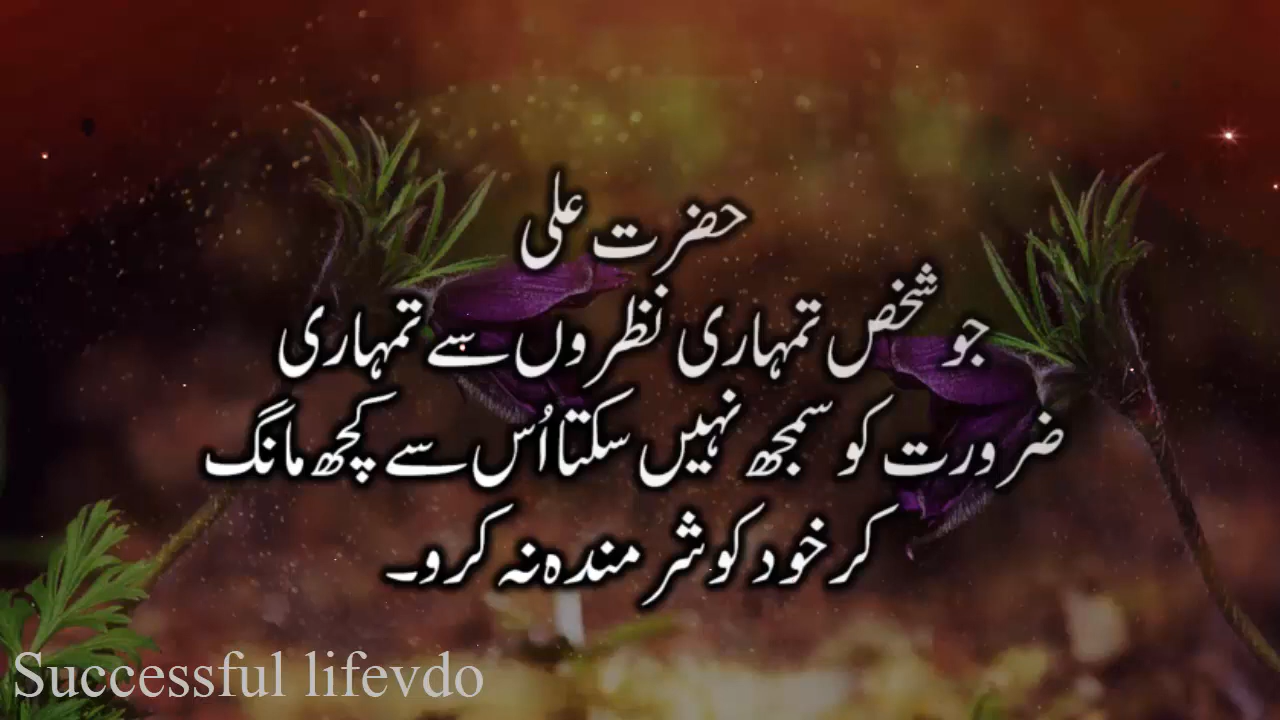 حضرت علی
جو شخص تمہاری نظروں سے تمہاری
ضرورت کو سمجھ نہیں سکتا اُس سے کچھ مانگ
کر خود کو شرمندہ نہ کرو۔
Successful lifevdo